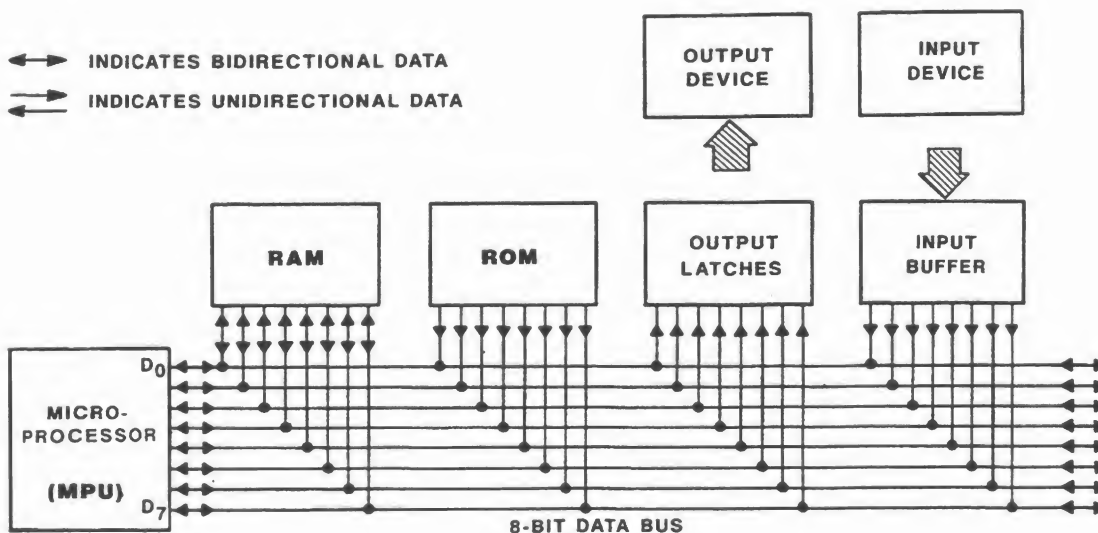 INDICATES BIDIRECTIONAL DATA
INDICATES UNIDIRECTIONAL DATA
OUTPUT
DEVICE
INPUT
DEVICE
RAM
ROM
OUTPUT
LATCHES
INPUT
BUFFER
D0
MICRO-
PROCESSOR
(MPU)
D7
8-BIT DATA BUS